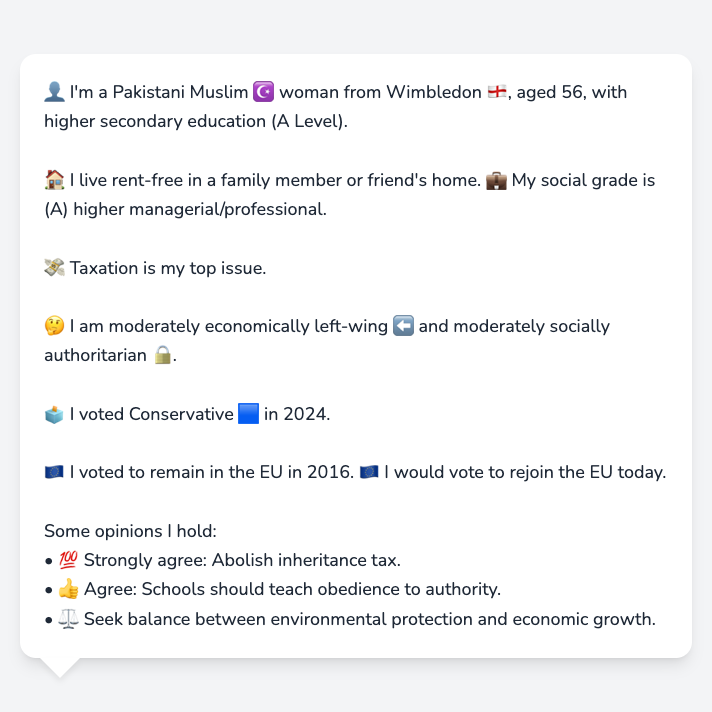 👤 I'm a Pakistani Muslim ☪️ woman from Wimbledon 🏴󠁧󠁢󠁥󠁮󠁧󠁿, aged 56, with
higher secondary education (A Level).
🏠 I live rent-free in a family member or friend's home. 💼 My social grade is
(A) higher managerial/professional.
💸 Taxation is my top issue.
🤔 I am moderately economically left-wing ⬅️ and moderately socially
authoritarian 🔒.
🗳️ I voted Conservative 🟦 in 2024.
🇪🇺 I voted to remain in the EU in 2016. 🇪🇺 I would vote to rejoin the EU today.
Some opinions I hold:
• 💯 Strongly agree: Abolish inheritance tax.
• 👍 Agree: Schools should teach obedience to authority.
• ⚖️ Seek balance between environmental protection and economic growth.